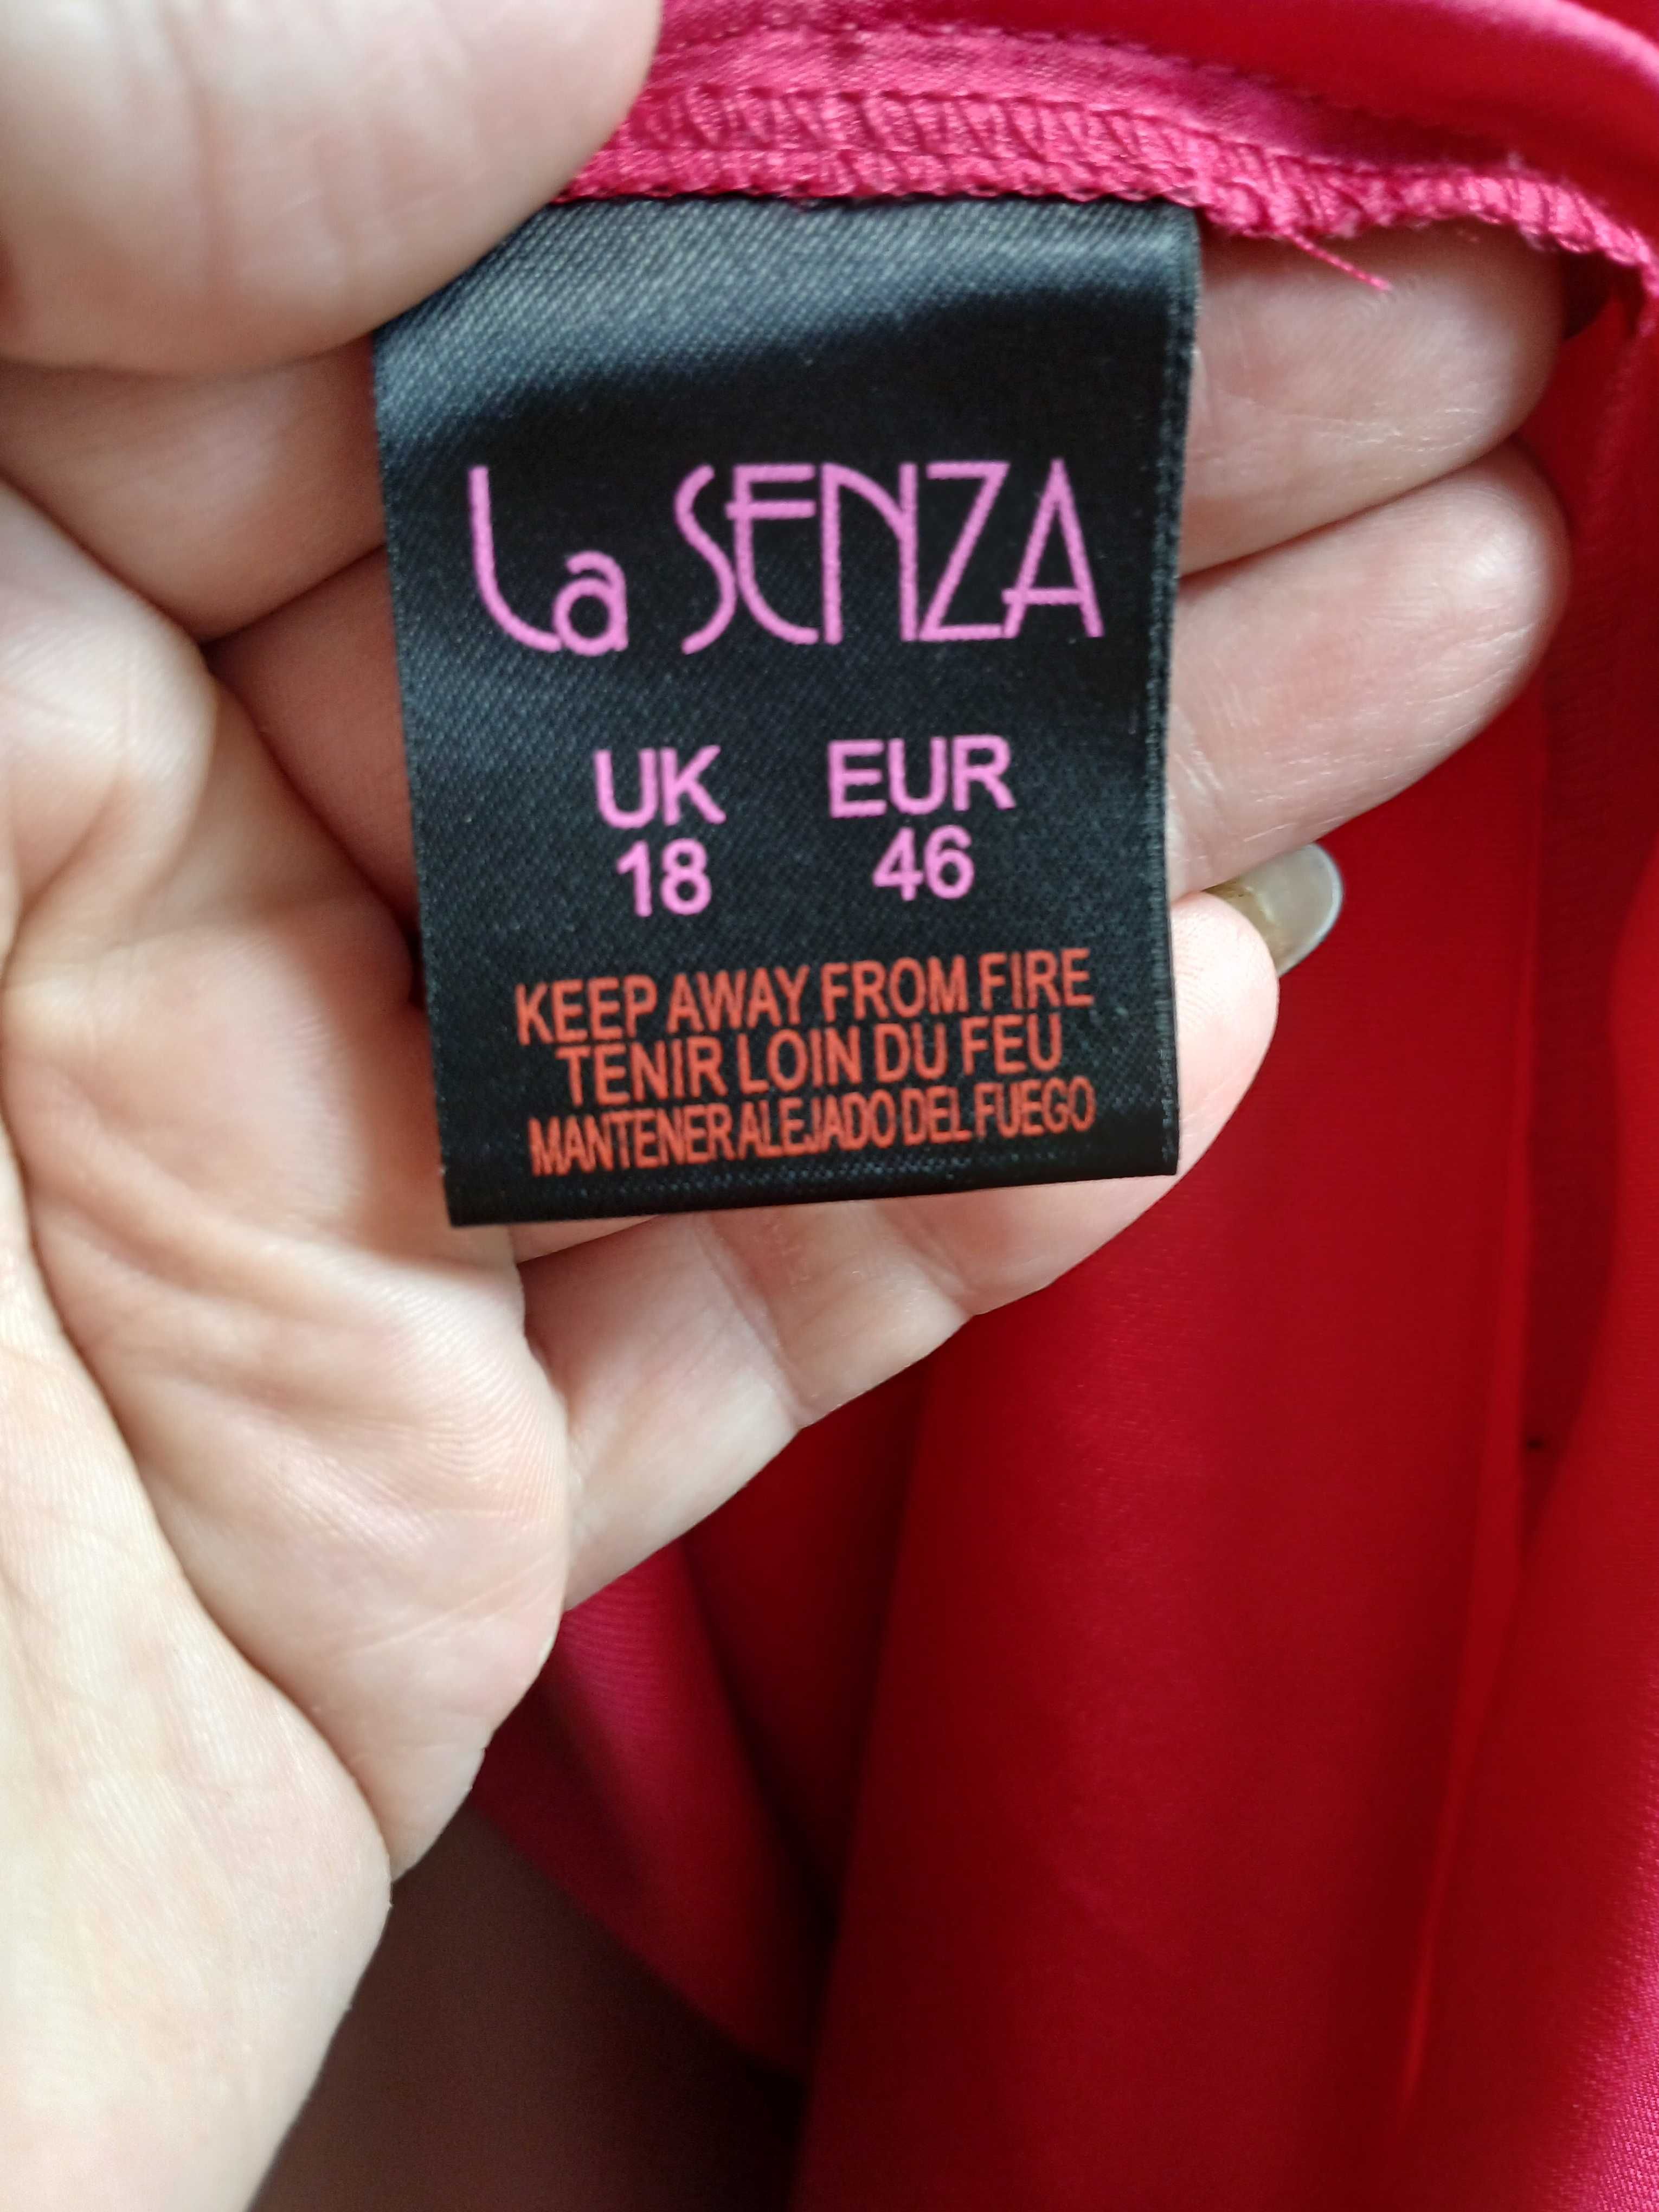 La SENZA
UK EUR
18 46
KEEP AWAY FROM FIRE
TENIR LOIN DU FEU
MANTENER ALEJADO DEL FUEGO